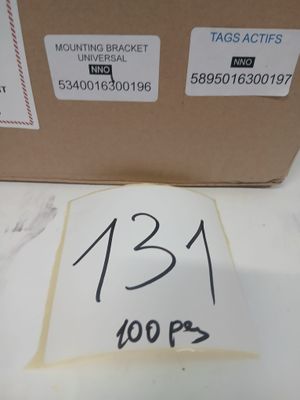 MOUNTING BRACKET
UNIVERSAL
NNO
5340016300196
TAGS ACTIFS
NNO
5895016300197
131
100 pcs